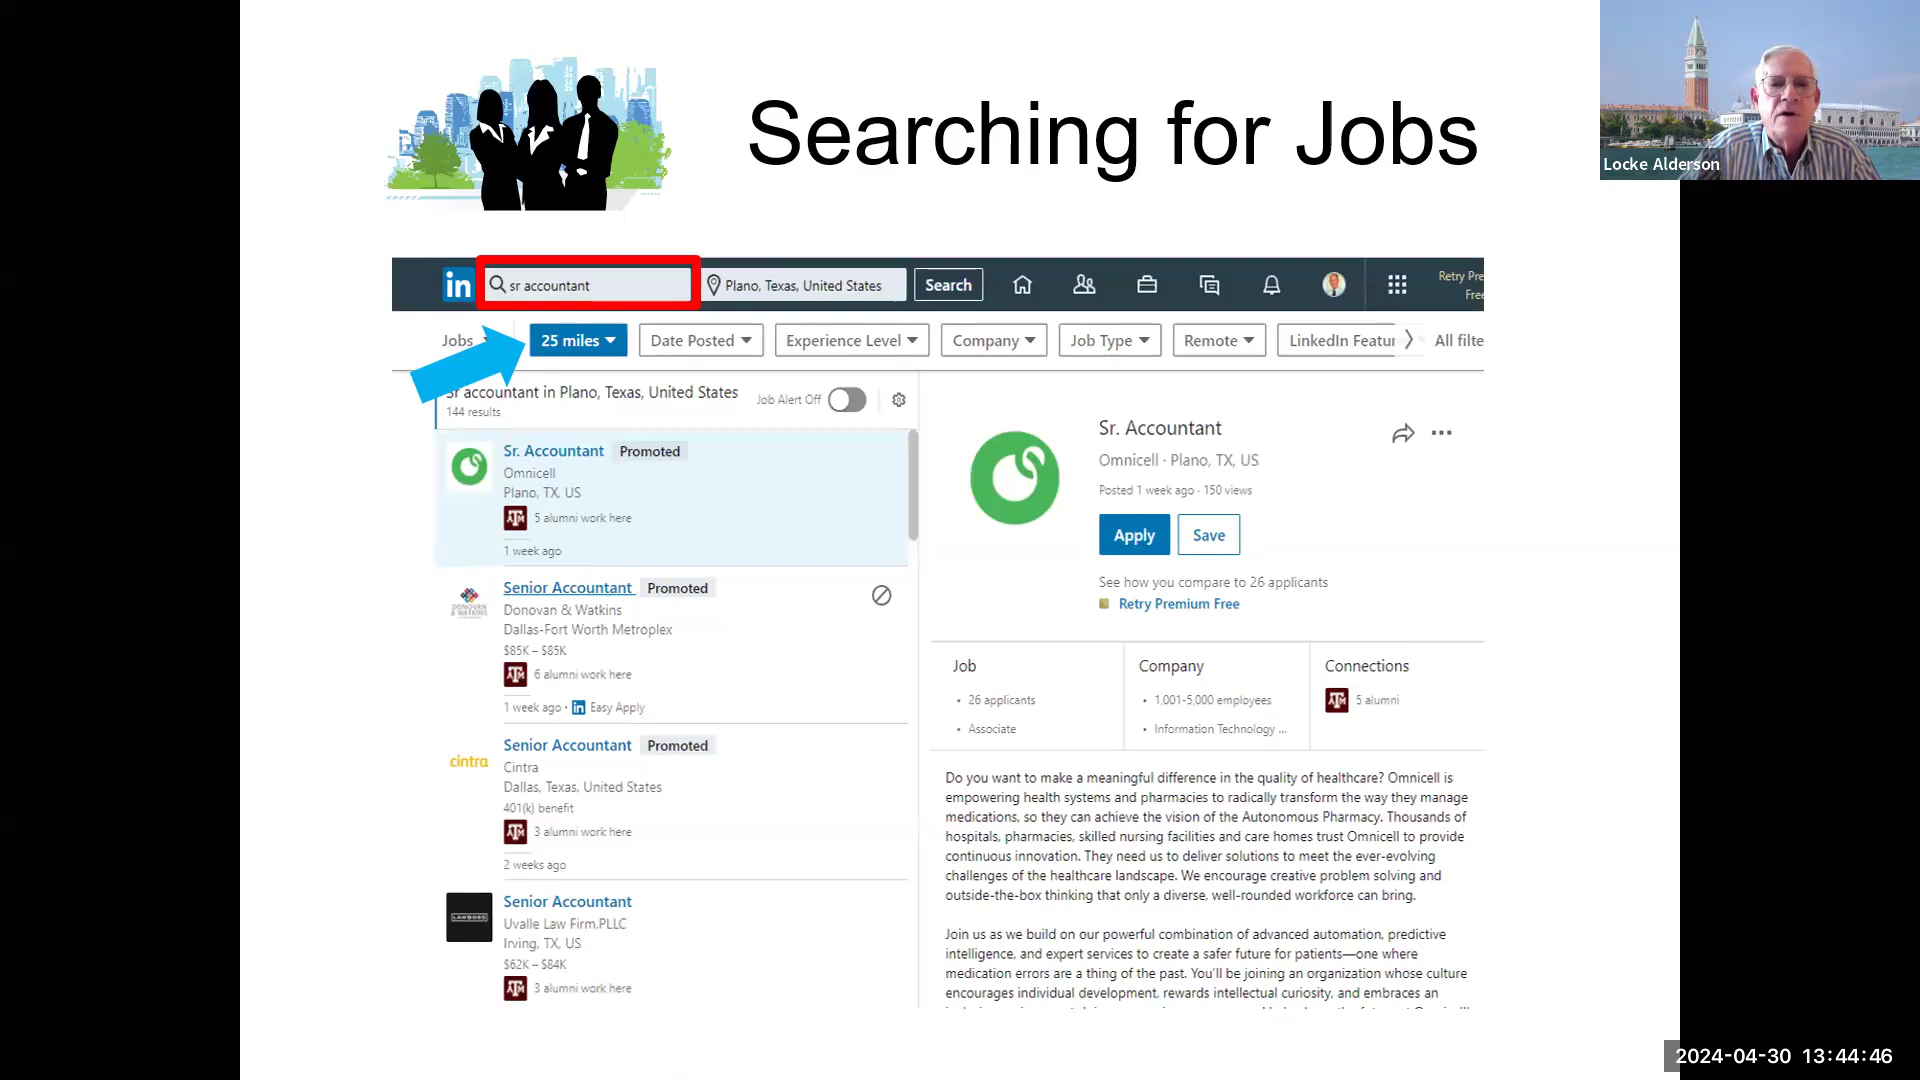 Searching for Jobs
Locke Alderson
in
sr accountant
Plano, Texas, United States
Search
Retry Pre
Free
Jobs
25 miles
Date Posted
Experience Level
Company
Job Type
Remote
LinkedIn Featur
All filte
Sr accountant in Plano, Texas, United States
144 results
Job Alert Off
Sr. Accountant Promoted
Omnicell
Plano, TX, US
ATM 5 alumni work here
1 week ago
DONOVAN & WATKINS
Senior Accountant Promoted
Donovan & Watkins
Dallas-Fort Worth Metroplex
$85K – $85K
ATM 6 alumni work here
1 week ago · in Easy Apply
cintra
Senior Accountant Promoted
Cintra
Dallas, Texas, United States
401(k) benefit
ATM 3 alumni work here
2 weeks ago
LAWBOSS
Senior Accountant
Uvalle Law Firm,PLLC
Irving, TX, US
$62K – $84K
ATM 3 alumni work here
Sr. Accountant
Omnicell · Plano, TX, US
Posted 1 week ago · 150 views
Apply
Save
See how you compare to 26 applicants
Retry Premium Free
Job
• 26 applicants
• Associate
Company
• 1,001-5,000 employees
• Information Technology ...
Connections
ATM 5 alumni
Do you want to make a meaningful difference in the quality of healthcare? Omnicell is
empowering health systems and pharmacies to radically transform the way they manage
medications, so they can achieve the vision of the Autonomous Pharmacy. Thousands of
hospitals, pharmacies, skilled nursing facilities and care homes trust Omnicell to provide
continuous innovation. They need us to deliver solutions to meet the ever-evolving
challenges of the healthcare landscape. We encourage creative problem solving and
outside-the-box thinking that only a diverse, well-rounded workforce can bring.
Join us as we build on our powerful combination of advanced automation, predictive
intelligence, and expert services to create a safer future for patients—one where
medication errors are a thing of the past. You'll be joining an organization whose culture
encourages individual development, rewards intellectual curiosity, and embraces an
2024-04-30 13:44:46